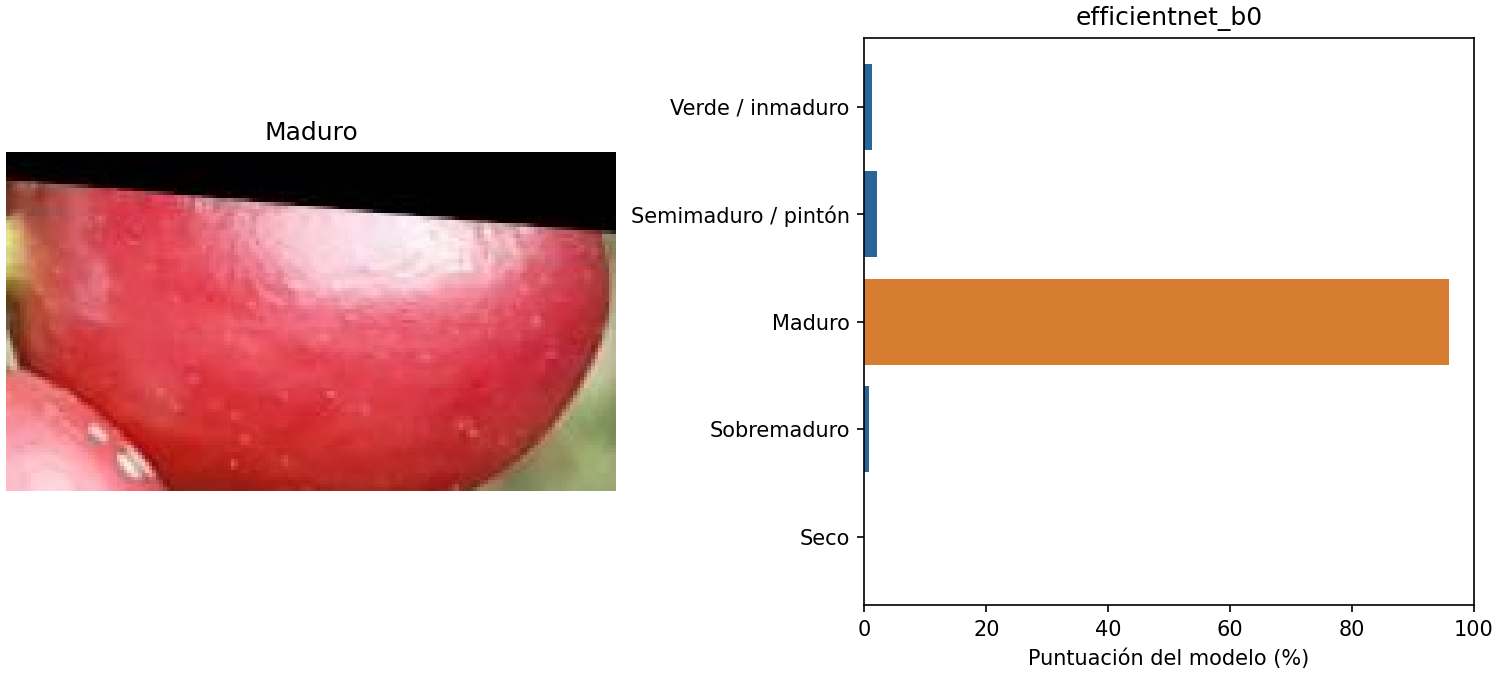 Maduro
efficientnet_b0
Verde / inmaduro
Semimaduro / pintón
Maduro
Sobremaduro
Seco
0 20 40 60 80 100
Puntuación del modelo (%)